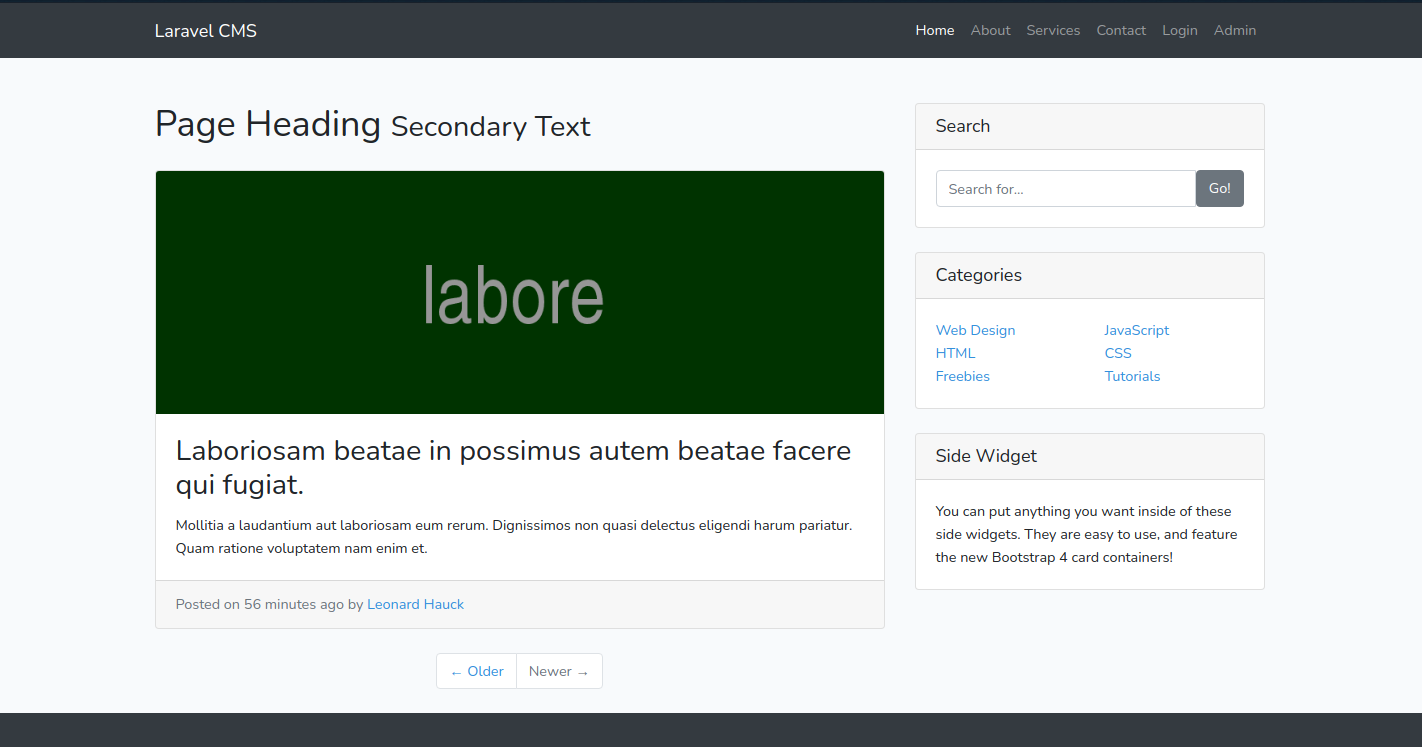 Laravel CMS
Home About Services Contact Login Admin
Page Heading Secondary Text
labore
Laboriosam beatae in possimus autem beatae facere
qui fugiat.
Mollitia a laudantium aut laboriosam eum rerum. Dignissimos non quasi delectus eligendi harum pariatur.
Quam ratione voluptatem nam enim et.
Posted on 56 minutes ago by Leonard Hauck
← Older Newer →
Search
Search for... Go!
Categories
Web Design JavaScript
HTML CSS
Freebies Tutorials
Side Widget
You can put anything you want inside of these
side widgets. They are easy to use, and feature
the new Bootstrap 4 card containers!